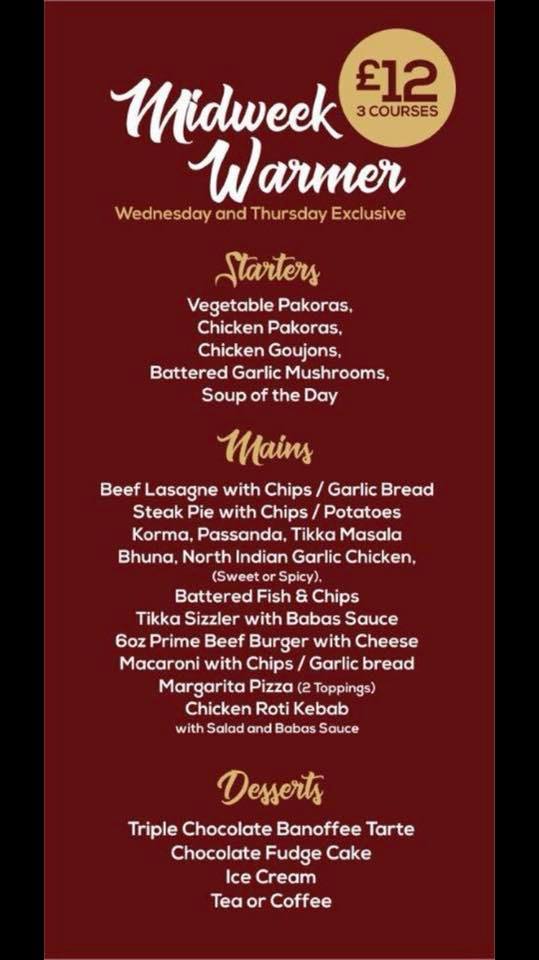 £12
3 COURSES
Midweek
Warmer
Wednesday and Thursday Exclusive
Starters
Vegetable Pakoras,
Chicken Pakoras,
Chicken Goujons,
Battered Garlic Mushrooms,
Soup of the Day
Mains
Beef Lasagne with Chips / Garlic Bread
Steak Pie with Chips / Potatoes
Korma, Passanda, Tikka Masala
Bhuna, North Indian Garlic Chicken,
(Sweet or Spicy),
Battered Fish & Chips
Tikka Sizzler with Babas Sauce
6oz Prime Beef Burger with Cheese
Macaroni with Chips / Garlic bread
Margarita Pizza (2 Toppings)
Chicken Roti Kebab
with Salad and Babas Sauce
Desserts
Triple Chocolate Banoffee Tarte
Chocolate Fudge Cake
Ice Cream
Tea or Coffee